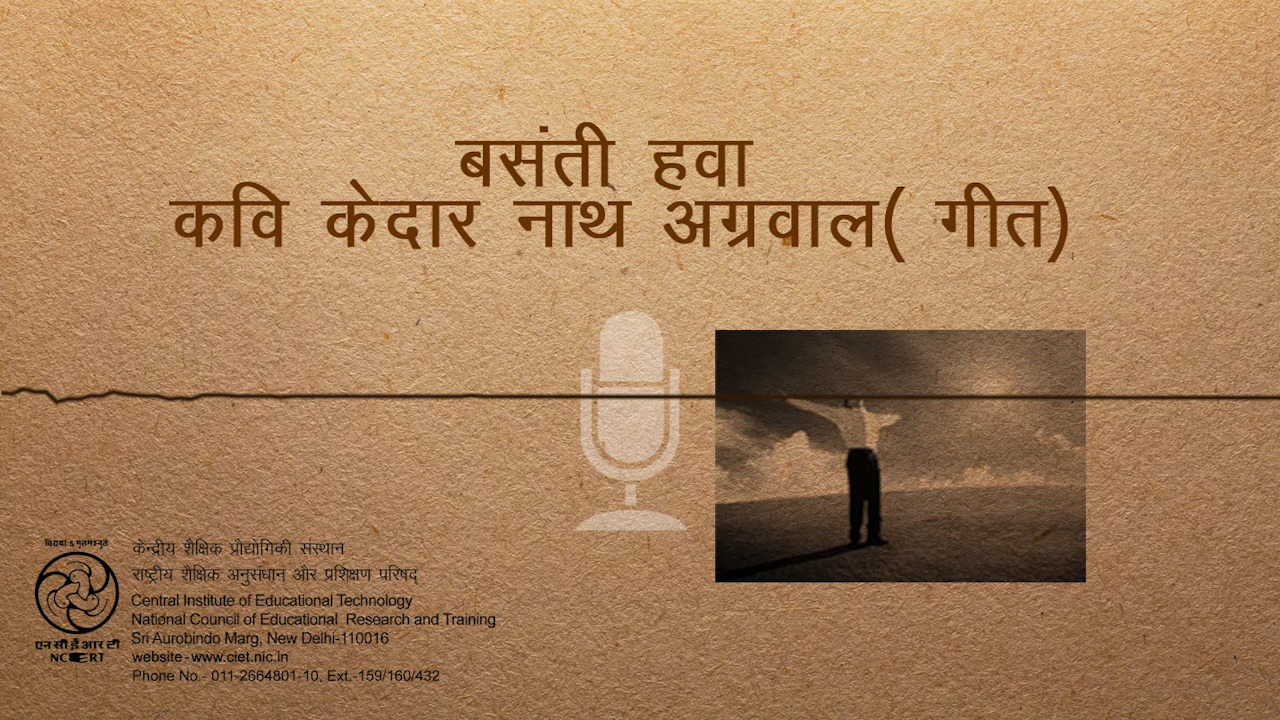 बसंती हवा
कवि केदार नाथ अग्रवाल( गीत)
विद्यया ऽ मृतमश्नुते
एन सी ई आर टी
NCERT
केन्द्रीय शैक्षिक प्रौद्योगिकी संस्थान
राष्ट्रीय शैक्षिक अनुसंधान और प्रशिक्षण परिषद्
Central Institute of Educational Technology
National Council of Educational Research and Training
Sri Aurobindo Marg, New Delhi-110016
website-www.ciet.nic.in
Phone No.- 011-2664801-10, Ext.-159/160/432